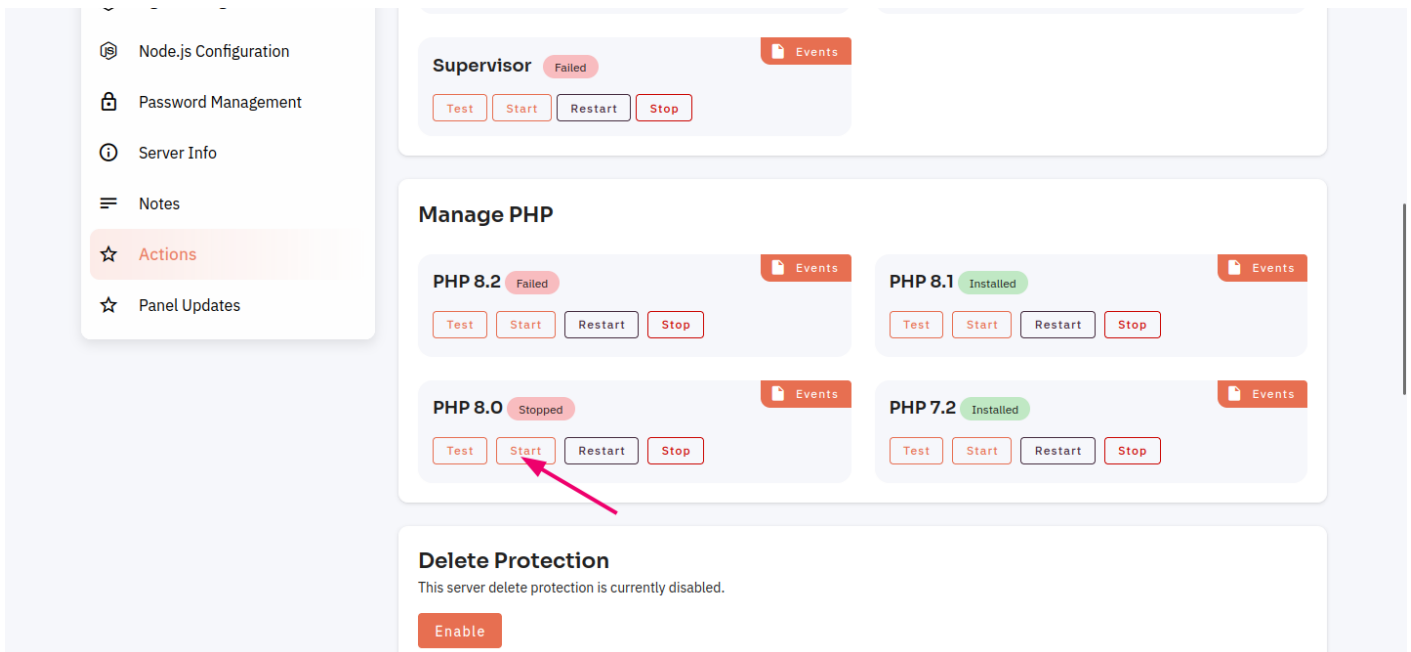 Node.js Configuration
Password Management
Server Info
Notes
Actions
Panel Updates
Events
Supervisor Failed
Test Start Restart Stop
Manage PHP
Events
PHP 8.2 Failed
Test Start Restart Stop
Events
PHP 8.1 Installed
Test Start Restart Stop
Events
PHP 8.0 Stopped
Test Start Restart Stop
Events
PHP 7.2 Installed
Test Start Restart Stop
Delete Protection
This server delete protection is currently disabled.
Enable